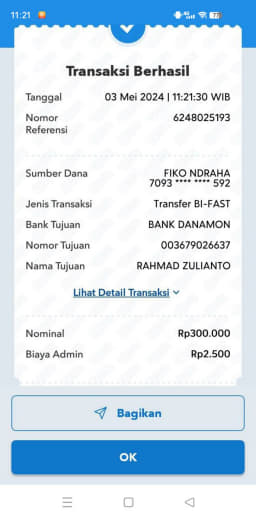 11:21
Transaksi Berhasil
Tanggal 03 Mei 2024 | 11:21:30 WIB
Nomor Referensi 6248025193
Sumber Dana FIKO NDRAHA
7093 **** **** 592
Jenis Transaksi Transfer BI-FAST
Bank Tujuan BANK DANAMON
Nomor Tujuan 003679026637
Nama Tujuan RAHMAD ZULIANTO
Lihat Detail Transaksi
Nominal Rp300.000
Biaya Admin Rp2.500
Bagikan
OK